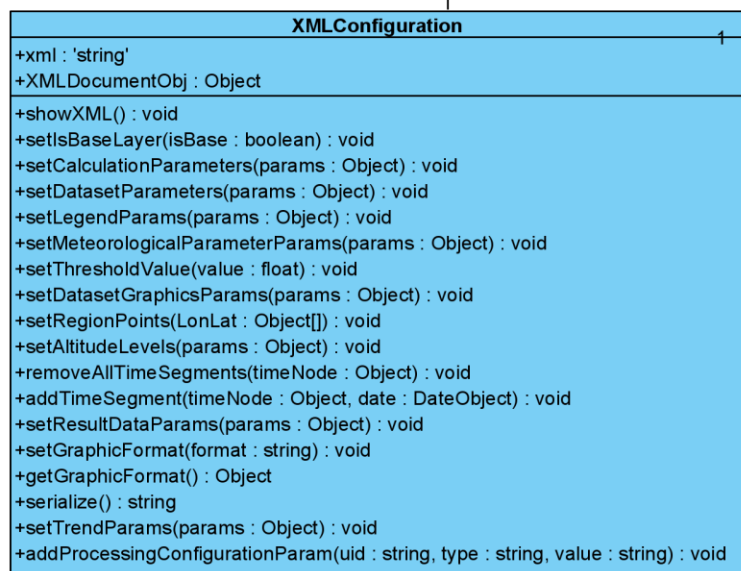 XMLConfiguration
1
+xml : 'string'
+XMLDocumentObj : Object
+showXML() : void
+setIsBaseLayer(isBase : boolean) : void
+setCalculationParameters(params : Object) : void
+setDatasetParameters(params : Object) : void
+setLegendParams(params : Object) : void
+setMeteorologicalParameterParams(params : Object) : void
+setThresholdValue(value : float) : void
+setDatasetGraphicsParams(params : Object) : void
+setRegionPoints(LonLat : Object[]) : void
+setAltitudeLevels(params : Object) : void
+removeAllTimeSegments(timeNode : Object) : void
+addTimeSegment(timeNode : Object, date : DateObject) : void
+setResultDataParams(params : Object) : void
+setGraphicFormat(format : string) : void
+getGraphicFormat() : Object
+serialize() : string
+setTrendParams(params : Object) : void
+addProcessingConfigurationParam(uid : string, type : string, value : string) : void